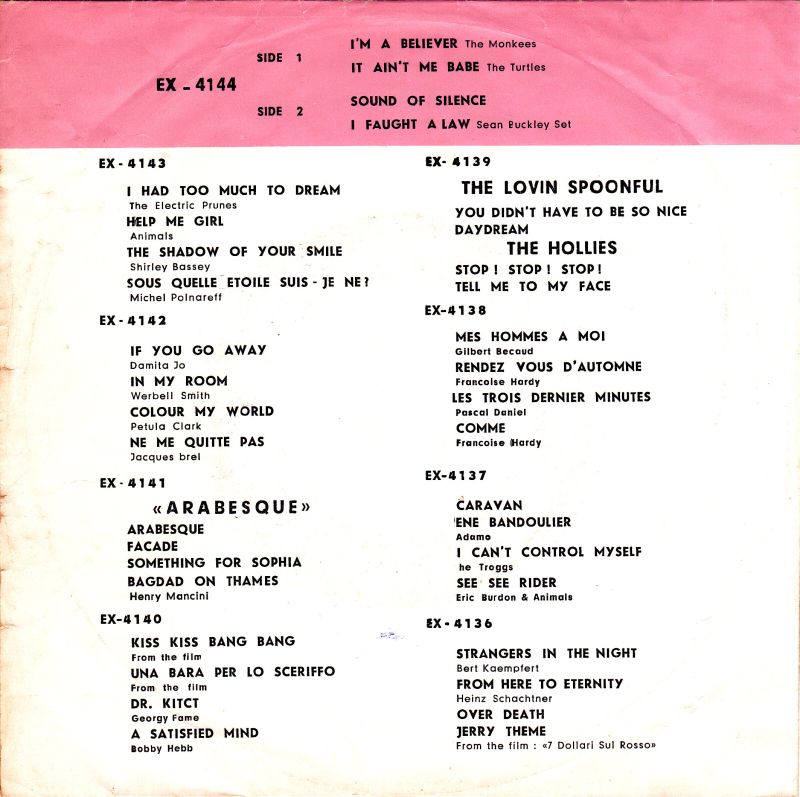 EX - 4144
SIDE 1
I'M A BELIEVER The Monkees
IT AIN'T ME BABE The Turtles
SIDE 2
SOUND OF SILENCE
I FAUGHT A LAW Sean Buckley Set
EX - 4143
I HAD TOO MUCH TO DREAM
The Electric Prunes
HELP ME GIRL
Animals
THE SHADOW OF YOUR SMILE
Shirley Bassey
SOUS QUELLE ETOILE SUIS - JE NE?
Michel Polnareff
EX - 4142
IF YOU GO AWAY
Damita Jo
IN MY ROOM
Werbell Smith
COLOUR MY WORLD
Petula Clark
NE ME QUITTE PAS
Jacques brel
EX - 4141
«ARABESQUE»
ARABESQUE
FACADE
SOMETHING FOR SOPHIA
BAGDAD ON THAMES
Henry Mancini
EX-4140
KISS KISS BANG BANG
From the film
UNA BARA PER LO SCERIFFO
From the film
DR. KITCT
Georgy Fame
A SATISFIED MIND
Bobby Hebb
EX- 4139
THE LOVIN SPOONFUL
YOU DIDN'T HAVE TO BE SO NICE
DAYDREAM
THE HOLLIES
STOP! STOP! STOP!
TELL ME TO MY FACE
EX-4138
MES HOMMES A MOI
Gilbert Becaud
RENDEZ VOUS D'AUTOMNE
Francoise Hardy
LES TROIS DERNIER MINUTES
Pascal Daniel
COMME
Francoise Hardy
EX-4137
CARAVAN
ENE BANDOULIER
Adamo
I CAN'T CONTROL MYSELF
he Troggs
SEE SEE RIDER
Eric Burdon & Animals
EX - 4136
STRANGERS IN THE NIGHT
Bert Kaempfert
FROM HERE TO ETERNITY
Heinz Schachtner
OVER DEATH
JERRY THEME
From the film : «7 Dollari Sul Rosso»